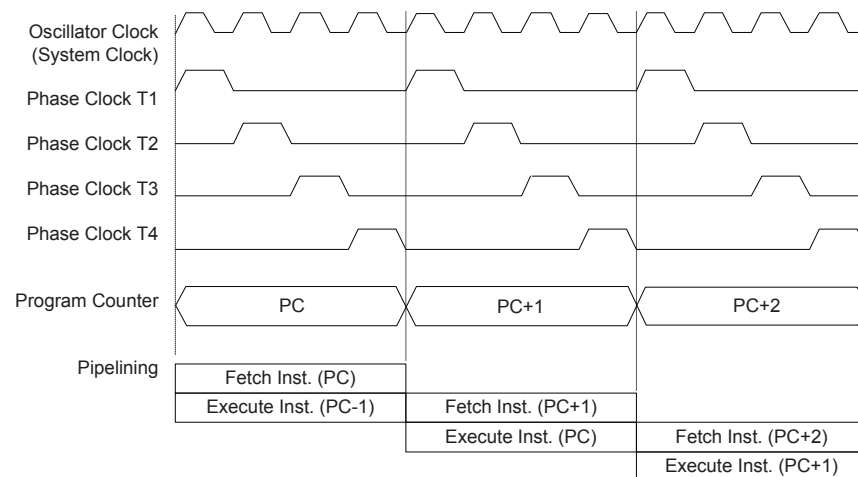 Oscillator Clock
(System Clock)
Phase Clock T1
Phase Clock T2
Phase Clock T3
Phase Clock T4
Program Counter
PC
PC+1
PC+2
Pipelining
Fetch Inst. (PC)
Execute Inst. (PC-1)
Fetch Inst. (PC+1)
Execute Inst. (PC)
Fetch Inst. (PC+2)
Execute Inst. (PC+1)